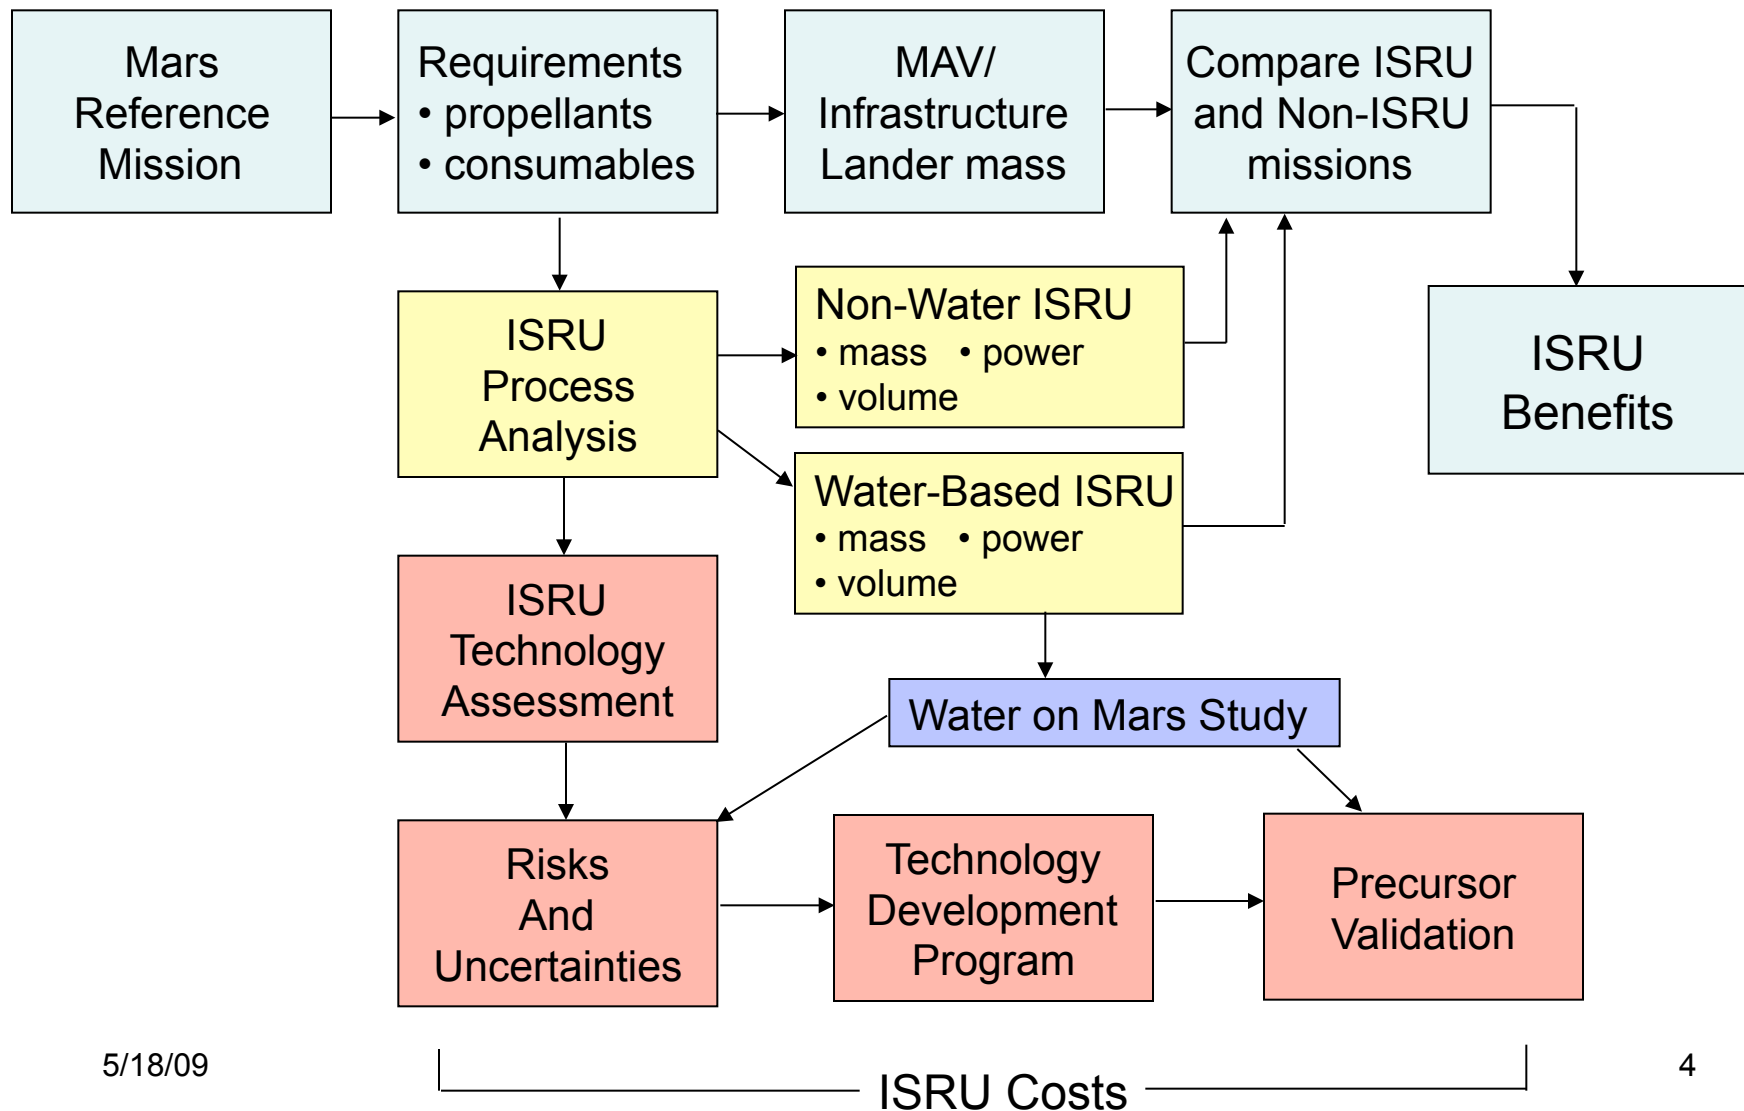 Mars
Reference
Mission
Requirements
• propellants
• consumables
MAV/
Infrastructure
Lander mass
Compare ISRU
and Non-ISRU
missions
ISRU
Process
Analysis
Non-Water ISRU
• mass • power
• volume
ISRU
Benefits
Water-Based ISRU
• mass • power
• volume
ISRU
Technology
Assessment
Water on Mars Study
Risks
And
Uncertainties
Technology
Development
Program
Precursor
Validation
5/18/09
ISRU Costs
4